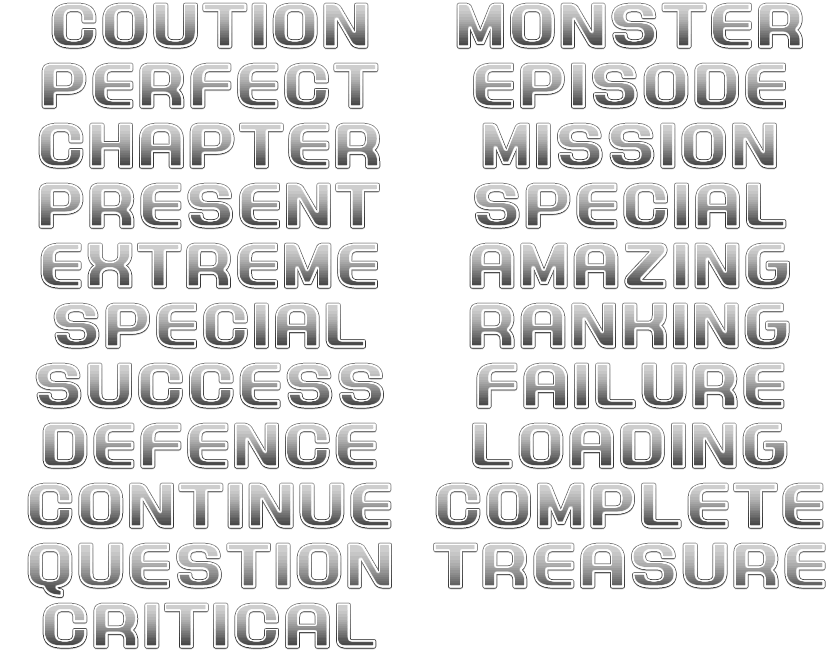 COUTION
PERFECT
CHAPTER
PRESENT
EXTREME
SPECIAL
SUCCESS
DEFENCE
CONTINUE
QUESTION
CRITICAL
MONSTER
EPISODE
MISSION
SPECIAL
AMAZING
RANKING
FAILURE
LOADING
COMPLETE
TREASURE